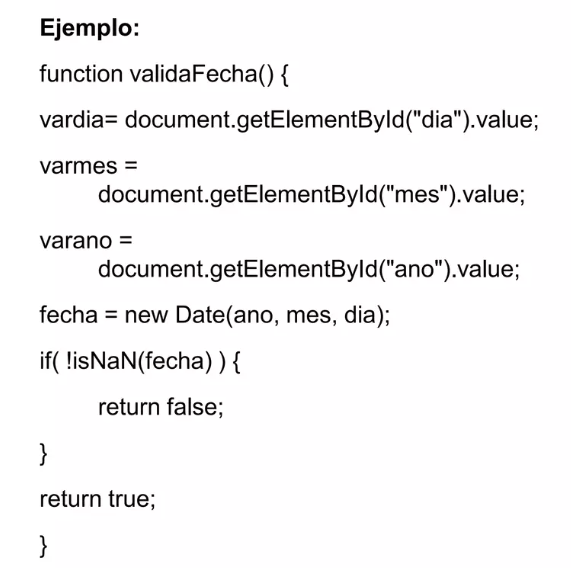 Ejemplo:
function validaFecha() {
vardia= document.getElementById("dia").value;
varmes =
document.getElementById("mes").value;
varano =
document.getElementById("ano").value;
fecha = new Date(ano, mes, dia);
if( !isNaN(fecha) ) {
return false;
}
return true;
}